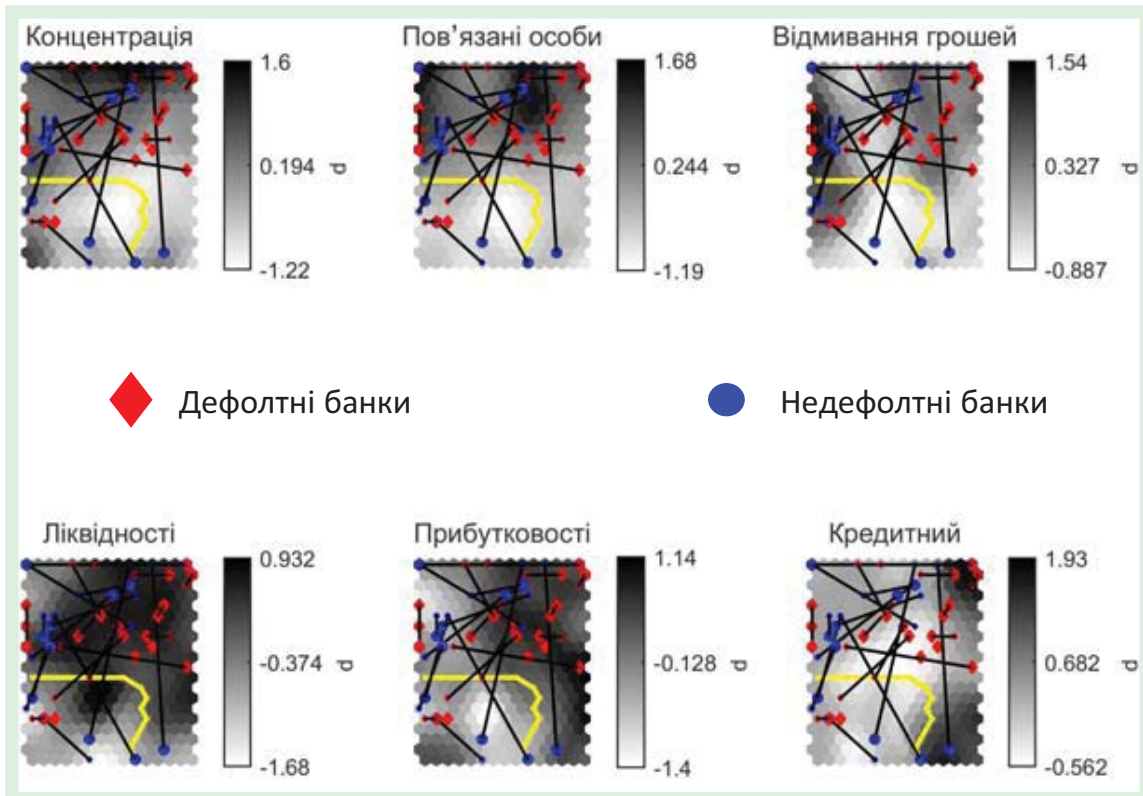 Концентрація
Пов’язані особи
Відмивання грошей
1.6
0.194
d
-1.22
1.68
0.244
d
-1.19
1.54
0.327
d
-0.887
Дефолтні банки
Недефолтні банки
Ліквідності
Прибутковості
Кредитний
0.932
-0.374
d
-1.68
1.14
-0.128
d
-1.4
1.93
0.682
d
-0.562